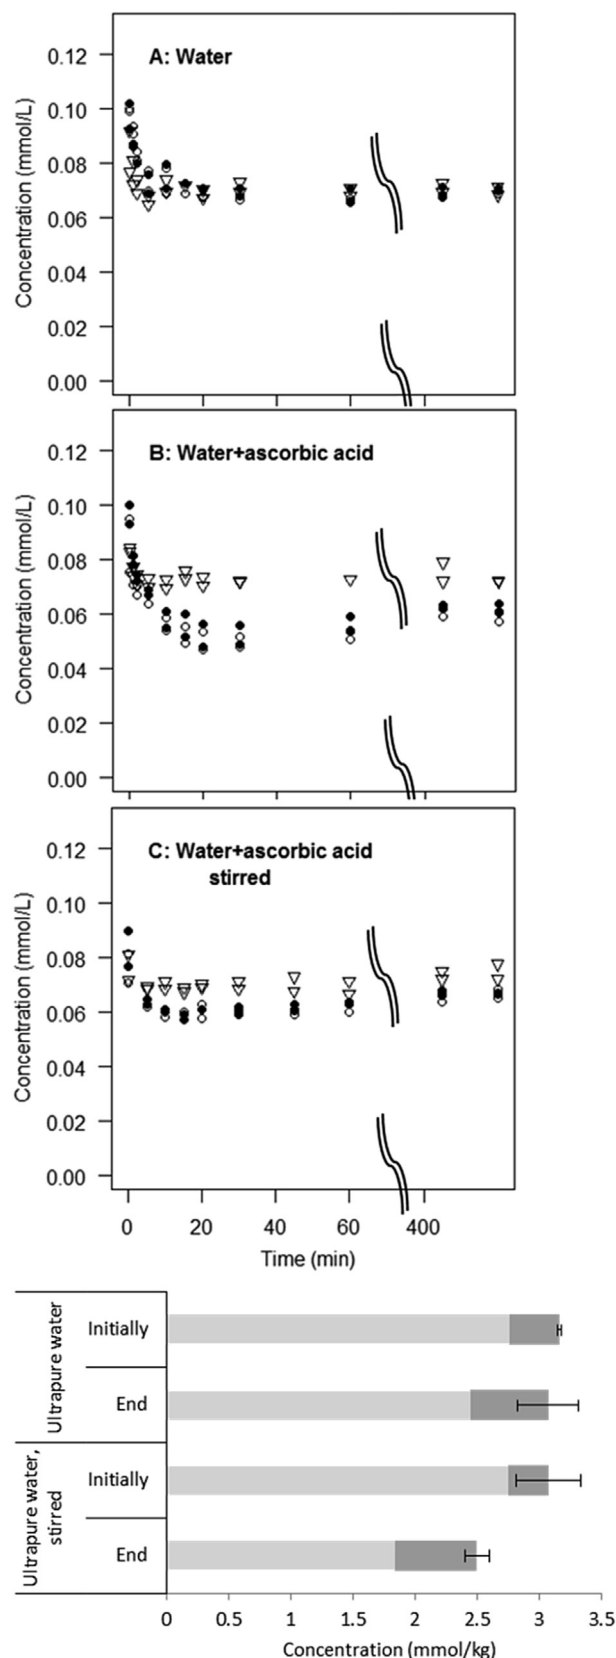 A: Water
Concentration (mmol/L)
0.12
0.10
0.08
0.06
0.04
0.02
0.00
B: Water+ascorbic acid
Concentration (mmol/L)
0.12
0.10
0.08
0.06
0.04
0.02
0.00
C: Water+ascorbic acid
stirred
Concentration (mmol/L)
0.12
0.10
0.08
0.06
0.04
0.02
0.00
0 20 40 60 400
Time (min)
Ultrapure water
Initially
End
Ultrapure water,
stirred
Initially
End
0 0.5 1 1.5 2 2.5 3 3.5
Concentration (mmol/kg)